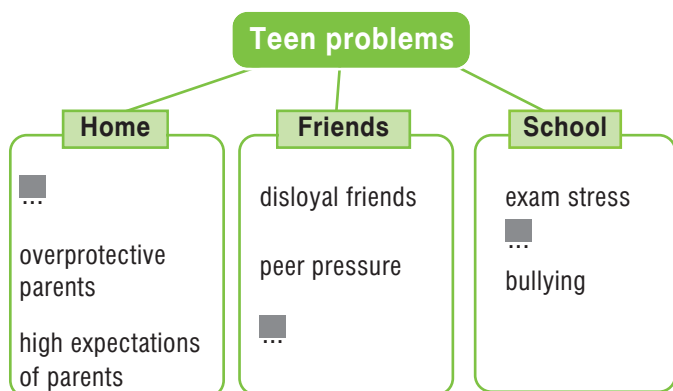 Teen problems
Home
...
overprotective
parents
high expectations
of parents
Friends
disloyal friends
peer pressure
...
School
exam stress
...
bullying